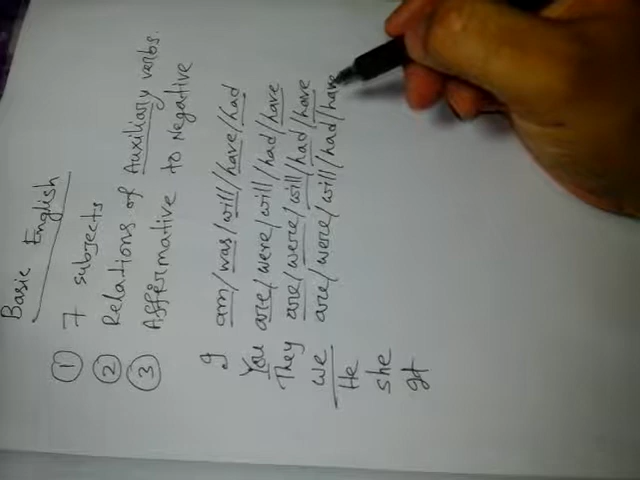 Basic English
① 7 subjects
② Relations of Auxiliary verbs.
③ Affirmative to Negative
I am/was/will/have/had
You are/were/will/had/have
They are/were/will/had/have
we are/were/will/had/have
He
she
It